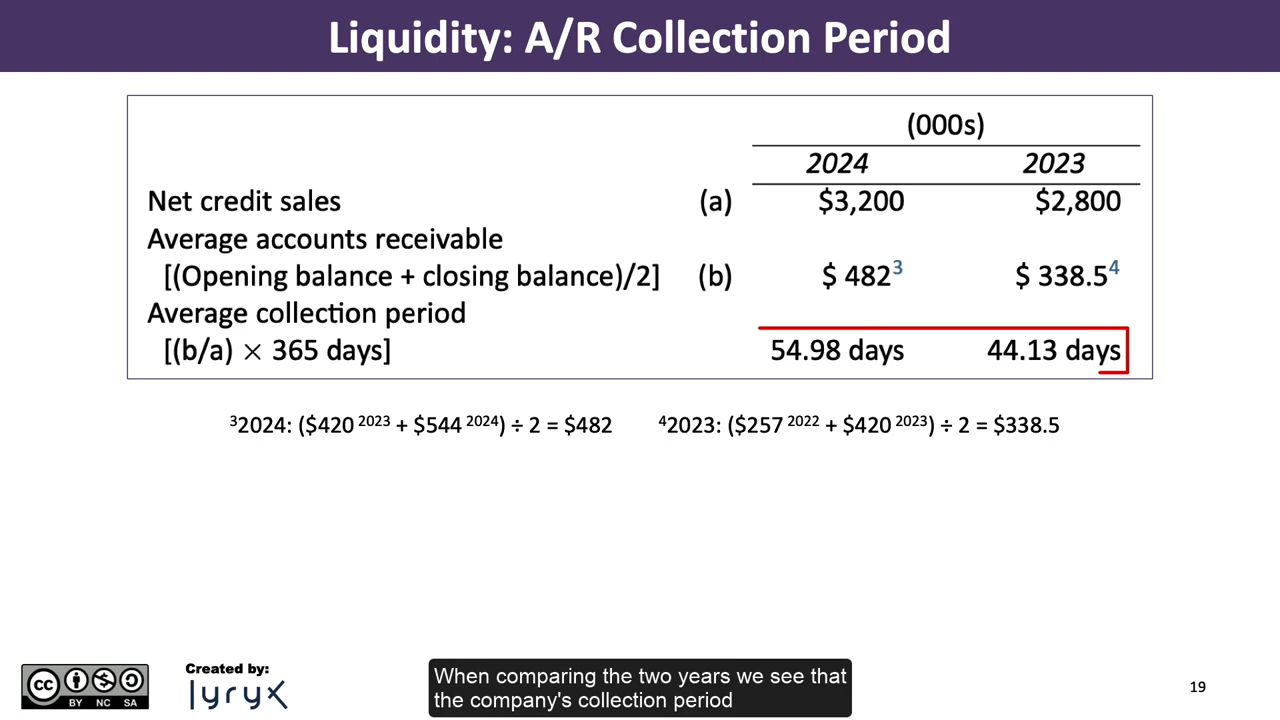 Liquidity: A/R Collection Period
(000s)
2024 2023
Net credit sales (a) $3,200 $2,800
Average accounts receivable
[(Opening balance + closing balance)/2] (b) $ 482³ $ 338.5⁴
Average collection period
[(b/a) × 365 days] 54.98 days 44.13 days
³2024: ($420 ²⁰²³ + $544 ²⁰²⁴) ÷ 2 = $482 ⁴2023: ($257 ²⁰²² + $420 ²⁰²³) ÷ 2 = $338.5
cc BY NC SA
Created by:
lyryx
When comparing the two years we see that
the company's collection period
19